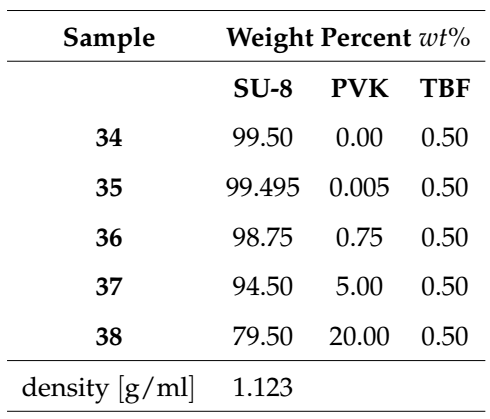 Sample Weight Percent wt%
SU-8 PVK TBF
34 99.50 0.00 0.50
35 99.495 0.005 0.50
36 98.75 0.75 0.50
37 94.50 5.00 0.50
38 79.50 20.00 0.50
density [g/ml] 1.123